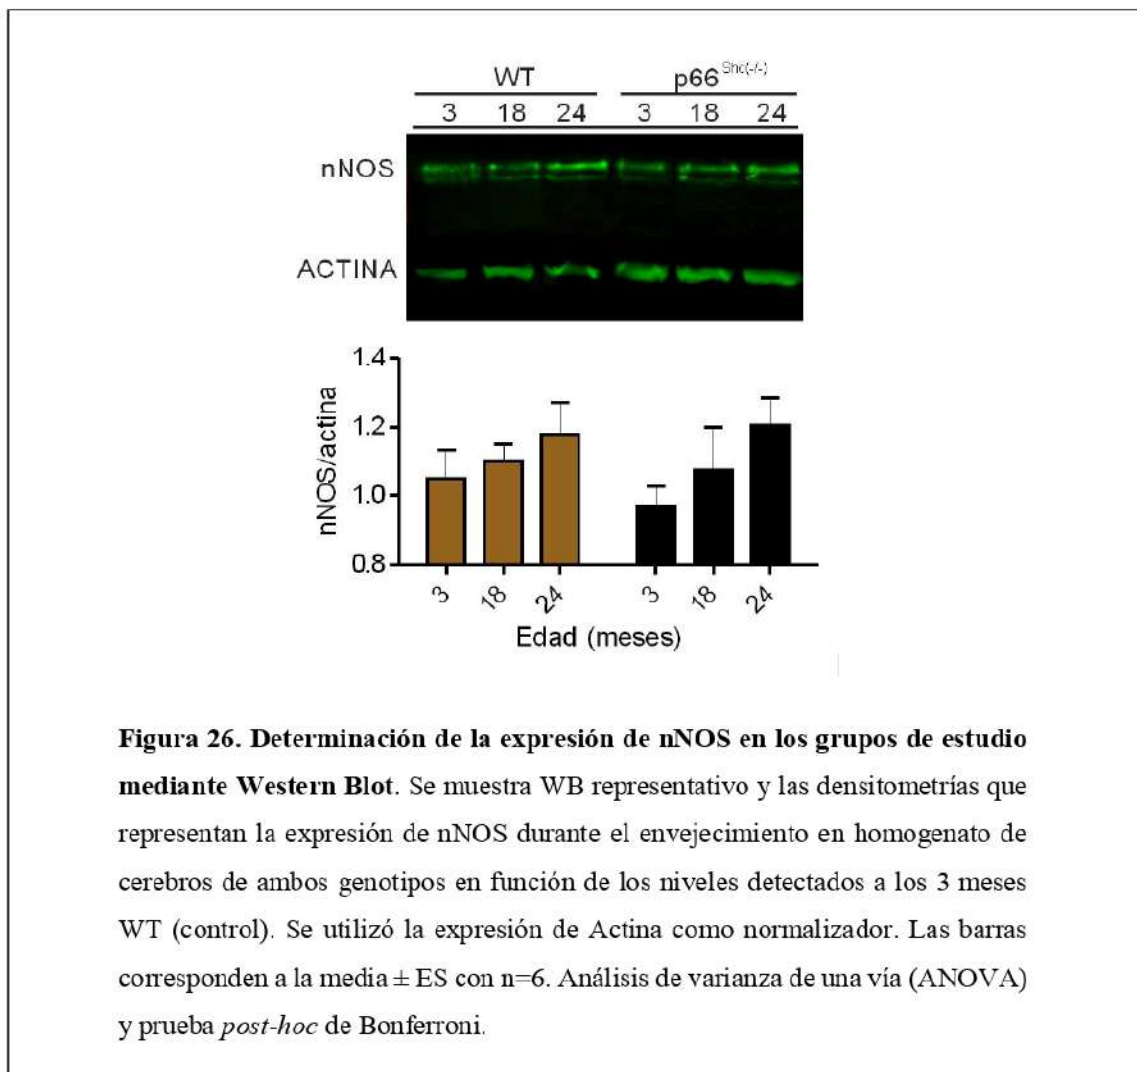 WT p66Shc(-/-)
3 18 24 3 18 24
nNOS
ACTINA
1.4
1.2
1.0
0.8
nNOS/actina
3 18 24 3 18 24
Edad (meses)
Figura 26. Determinación de la expresión de nNOS en los grupos de estudio
mediante Western Blot. Se muestra WB representativo y las densitometrías que
representan la expresión de nNOS durante el envejecimiento en homogenato de
cerebros de ambos genotipos en función de los niveles detectados a los 3 meses
WT (control). Se utilizó la expresión de Actina como normalizador. Las barras
corresponden a la media ± ES con n=6. Análisis de varianza de una vía (ANOVA)
y prueba post-hoc de Bonferroni.